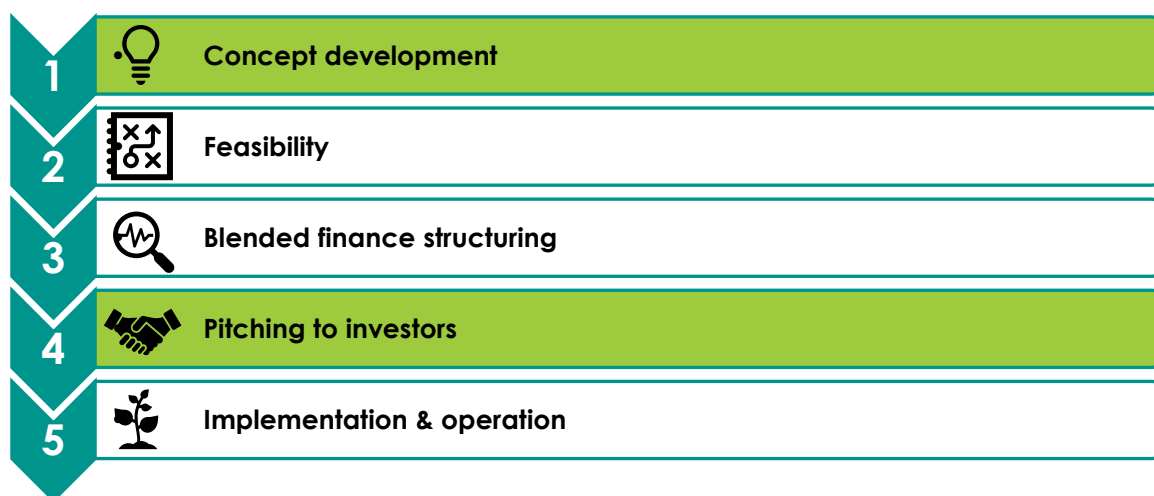 1
Concept development
2
Feasibility
3
Blended finance structuring
4
Pitching to investors
5
Implementation & operation